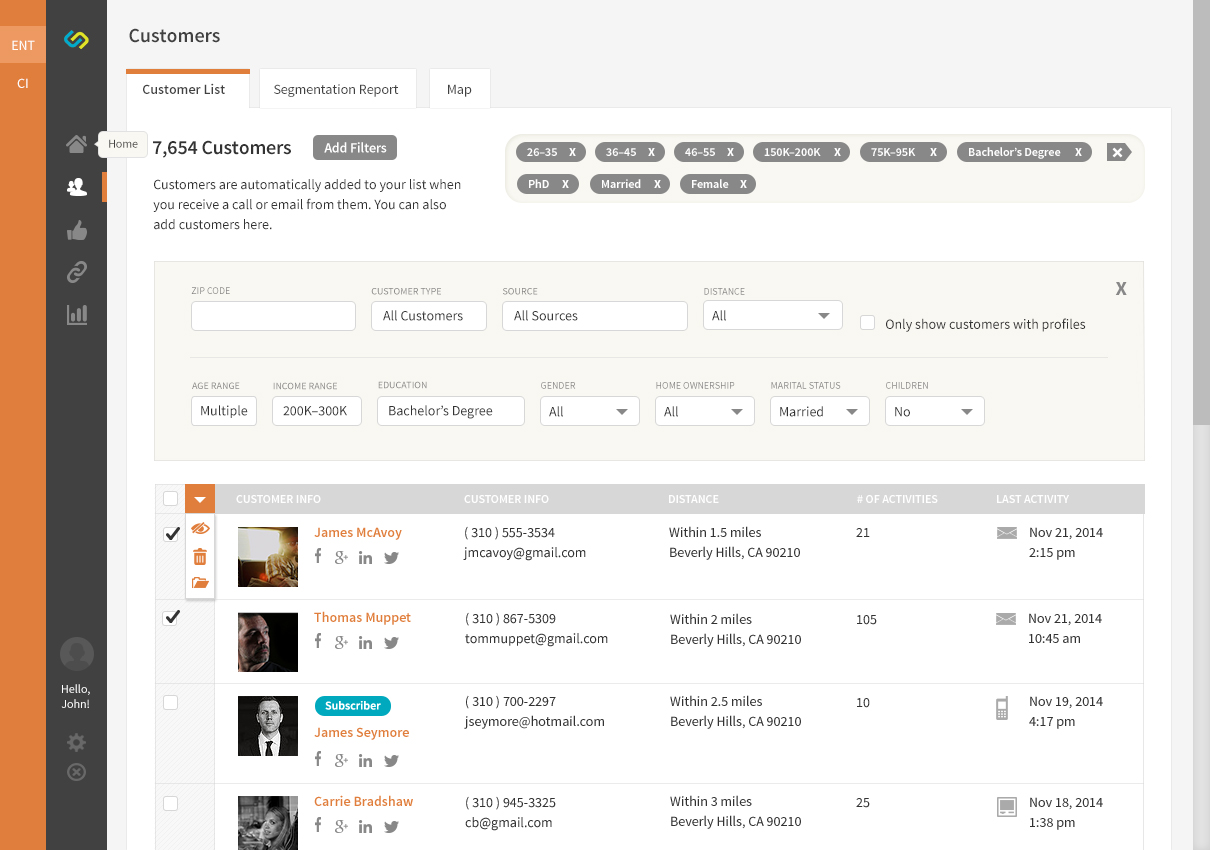 ENT
CI
Home
Hello,
John!
Customers
Customer List
Segmentation Report
Map
7,654 Customers
Add Filters
Customers are automatically added to your list when
you receive a call or email from them. You can also
add customers here.
26–35 X
36–45 X
46–55 X
150K–200K X
75K–95K X
Bachelor's Degree X
X
PhD X
Married X
Female X
X
ZIP CODE
CUSTOMER TYPE
SOURCE
DISTANCE
All Customers
All Sources
All
Only show customers with profiles
AGE RANGE
INCOME RANGE
EDUCATION
GENDER
HOME OWNERSHIP
MARITAL STATUS
CHILDREN
Multiple
200K–300K
Bachelor's Degree
All
All
Married
No
CUSTOMER INFO
CUSTOMER INFO
DISTANCE
# OF ACTIVITIES
LAST ACTIVITY
James McAvoy
( 310 ) 555-3534
jmcavoy@gmail.com
Within 1.5 miles
Beverly Hills, CA 90210
21
Nov 21, 2014
2:15 pm
Thomas Muppet
( 310 ) 867-5309
tommuppet@gmail.com
Within 2 miles
Beverly Hills, CA 90210
105
Nov 21, 2014
10:45 am
Subscriber
James Seymore
( 310 ) 700-2297
jseymore@hotmail.com
Within 2.5 miles
Beverly Hills, CA 90210
10
Nov 19, 2014
4:17 pm
Carrie Bradshaw
( 310 ) 945-3325
cb@gmail.com
Within 3 miles
Beverly Hills, CA 90210
25
Nov 18, 2014
1:38 pm